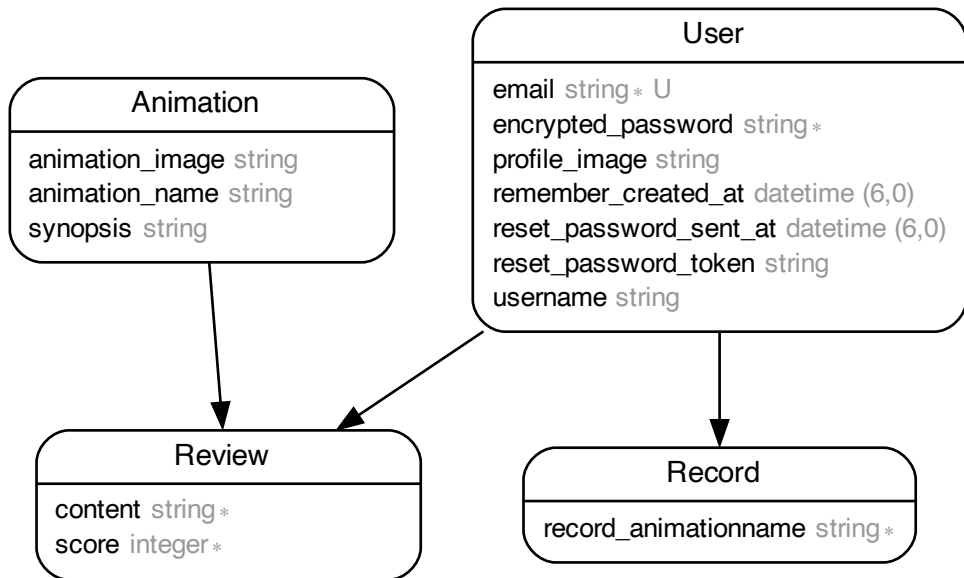 Animation
animation_image string
animation_name string
synopsis string
User
email string* U
encrypted_password string*
profile_image string
remember_created_at datetime (6,0)
reset_password_sent_at datetime (6,0)
reset_password_token string
username string
Review
content string*
score integer*
Record
record_animationname string*